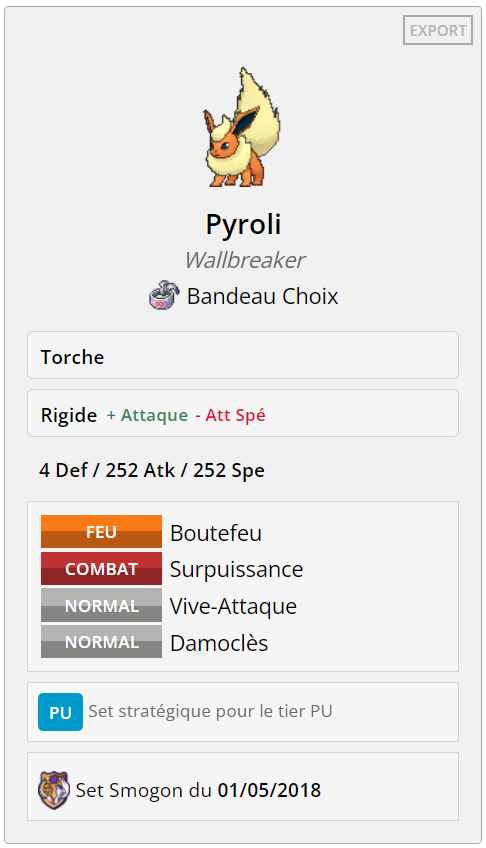 EXPORT
Pyroli
Wallbreaker
Bandeau Choix
Torche
Rigide + Attaque - Att Spé
4 Def / 252 Atk / 252 Spe
FEU Boutefeu
COMBAT Surpuissance
NORMAL Vive-Attaque
NORMAL Damoclès
PU Set stratégique pour le tier PU
Set Smogon du 01/05/2018